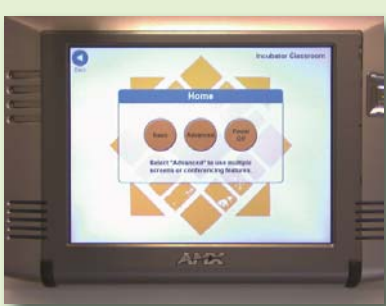 Incubator Classroom
Back
Home
Basic
Advanced
Power
Off
Select "Advanced" to use multiple
screens or conferencing features
AMX